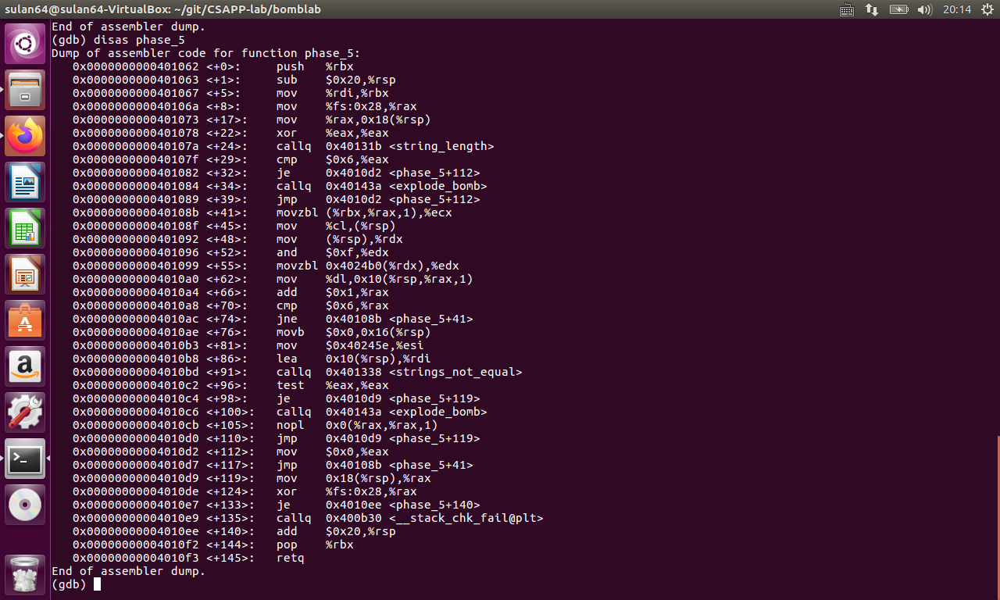 sulan64@sulan64-VirtualBox: ~/git/CSAPP-lab/bomblab 20:14
End of assembler dump.
(gdb) disas phase_5
Dump of assembler code for function phase_5:
   0x0000000000401062 <+0>:     push   %rbx
   0x0000000000401063 <+1>:     sub    $0x20,%rsp
   0x0000000000401067 <+5>:     mov    %rdi,%rbx
   0x000000000040106a <+8>:     mov    %fs:0x28,%rax
   0x0000000000401073 <+17>:    mov    %rax,0x18(%rsp)
   0x0000000000401078 <+22>:    xor    %eax,%eax
   0x000000000040107a <+24>:    callq  0x40131b <string_length>
   0x000000000040107f <+29>:    cmp    $0x6,%eax
   0x0000000000401082 <+32>:    je     0x4010d2 <phase_5+112>
   0x0000000000401084 <+34>:    callq  0x40143a <explode_bomb>
   0x0000000000401089 <+39>:    jmp    0x4010d2 <phase_5+112>
   0x000000000040108b <+41>:    movzbl (%rbx,%rax,1),%ecx
   0x000000000040108f <+45>:    mov    %cl,(%rsp)
   0x0000000000401092 <+48>:    mov    (%rsp),%rdx
   0x0000000000401096 <+52>:    and    $0xf,%edx
   0x0000000000401099 <+55>:    movzbl 0x4024b0(%rdx),%edx
   0x00000000004010a0 <+62>:    mov    %dl,0x10(%rsp,%rax,1)
   0x00000000004010a4 <+66>:    add    $0x1,%rax
   0x00000000004010a8 <+70>:    cmp    $0x6,%rax
   0x00000000004010ac <+74>:    jne    0x40108b <phase_5+41>
   0x00000000004010ae <+76>:    movb   $0x0,0x16(%rsp)
   0x00000000004010b3 <+81>:    mov    $0x40245e,%esi
   0x00000000004010b8 <+86>:    lea    0x10(%rsp),%rdi
   0x00000000004010bd <+91>:    callq  0x401338 <strings_not_equal>
   0x00000000004010c2 <+96>:    test   %eax,%eax
   0x00000000004010c4 <+98>:    je     0x4010d9 <phase_5+119>
   0x00000000004010c6 <+100>:   callq  0x40143a <explode_bomb>
   0x00000000004010cb <+105>:   nopl   0x0(%rax,%rax,1)
   0x00000000004010d0 <+110>:   jmp    0x4010d9 <phase_5+119>
   0x00000000004010d2 <+112>:   mov    $0x0,%eax
   0x00000000004010d7 <+117>:   jmp    0x40108b <phase_5+41>
   0x00000000004010d9 <+119>:   mov    0x18(%rsp),%rax
   0x00000000004010de <+124>:   xor    %fs:0x28,%rax
   0x00000000004010e7 <+133>:   je     0x4010ee <phase_5+140>
   0x00000000004010e9 <+135>:   callq  0x400b30 <__stack_chk_fail@plt>
   0x00000000004010ee <+140>:   add    $0x20,%rsp
   0x00000000004010f2 <+144>:   pop    %rbx
   0x00000000004010f3 <+145>:   retq
End of assembler dump.
(gdb)